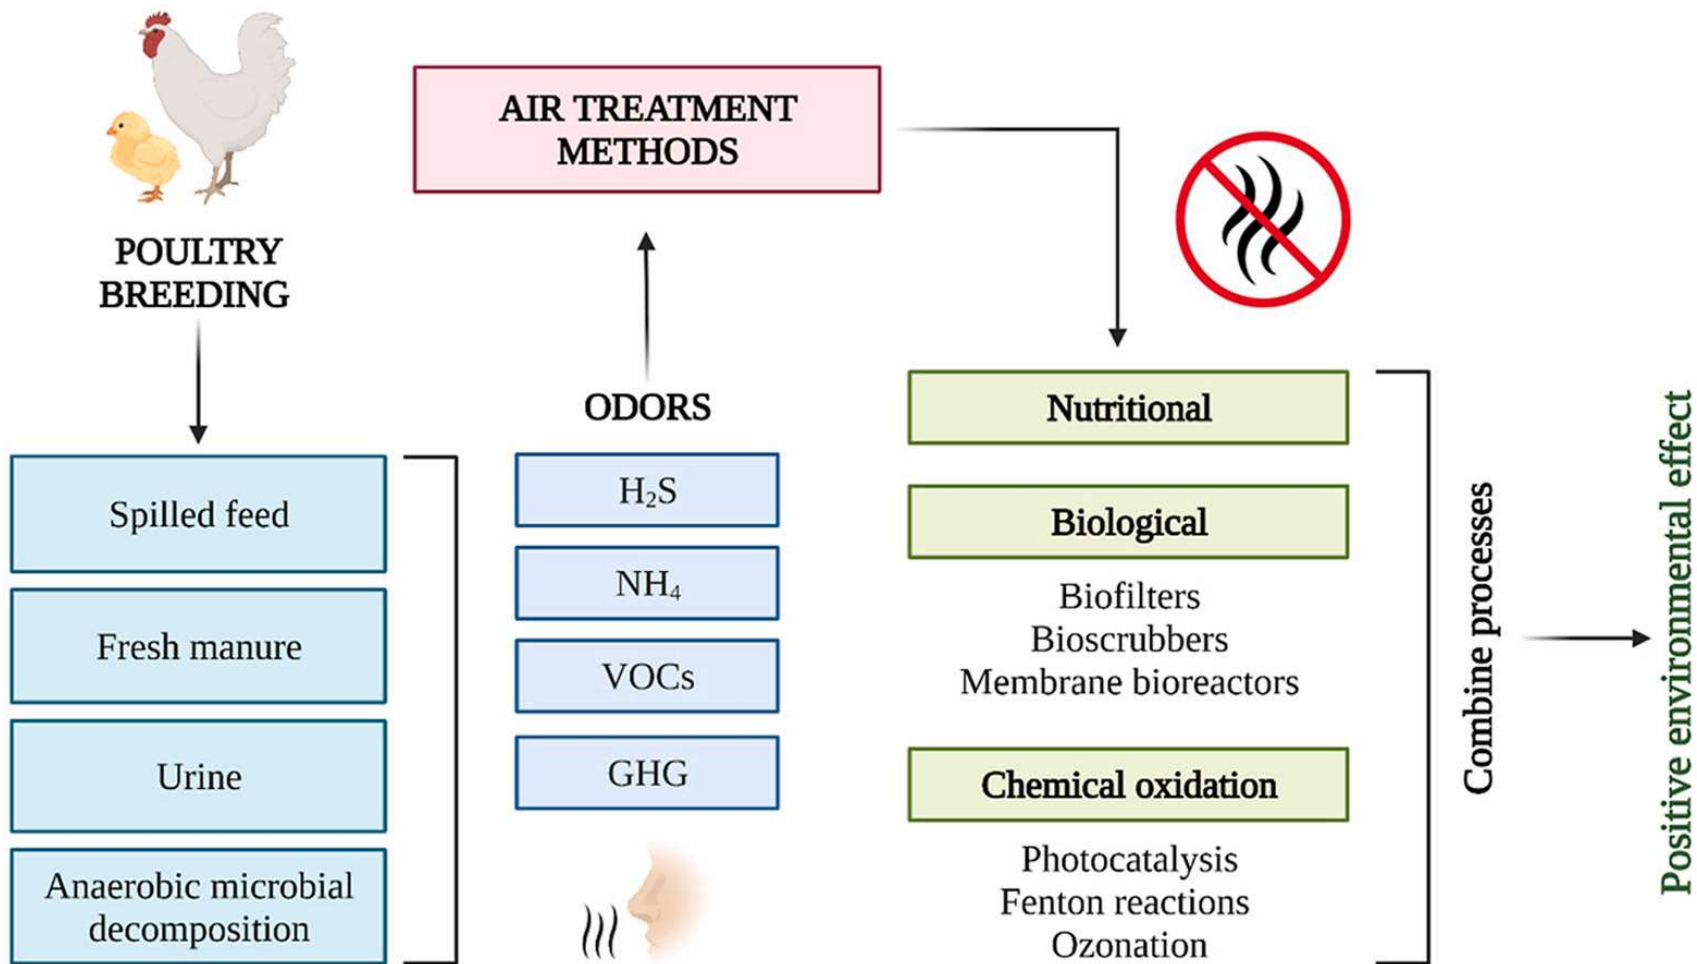 POULTRY
BREEDING
Spilled feed
Fresh manure
Urine
Anaerobic microbial
decomposition
AIR TREATMENT
METHODS
ODORS
H₂S
NH₄
VOCs
GHG
Nutritional
Biological
Biofilters
Bioscrubbers
Membrane bioreactors
Chemical oxidation
Photocatalysis
Fenton reactions
Ozonation
Combine processes
Positive environmental effect